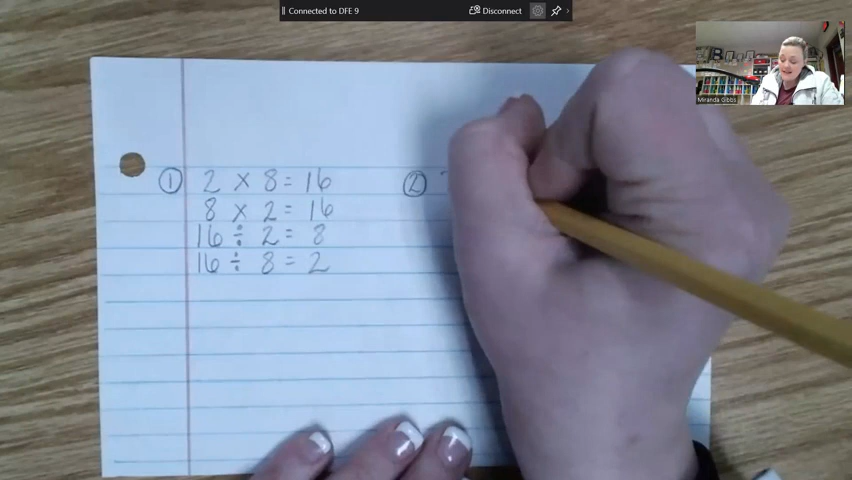 Connected to DFE 9 Disconnect
Miranda Gibbs
① 2 × 8 = 16
8 × 2 = 16
16 ÷ 2 = 8
16 ÷ 8 = 2
②